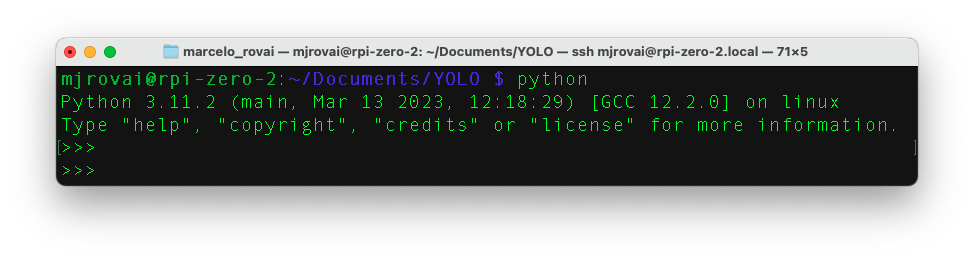 marcelo_rovai — mjrovai@rpi-zero-2: ~/Documents/YOLO — ssh mjrovai@rpi-zero-2.local — 71×5
mjrovai@rpi-zero-2:~/Documents/YOLO $ python
Python 3.11.2 (main, Mar 13 2023, 12:18:29) [GCC 12.2.0] on linux
Type "help", "copyright", "credits" or "license" for more information.
[>>> ]
>>>